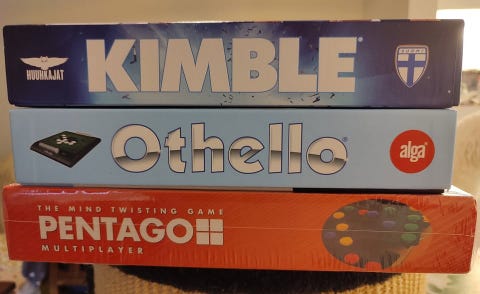 HUUHKAJAT
KIMBLE
SUOMI
Othello
alga
THE MIND TWISTING GAME
PENTAGO
MULTIPLAYER